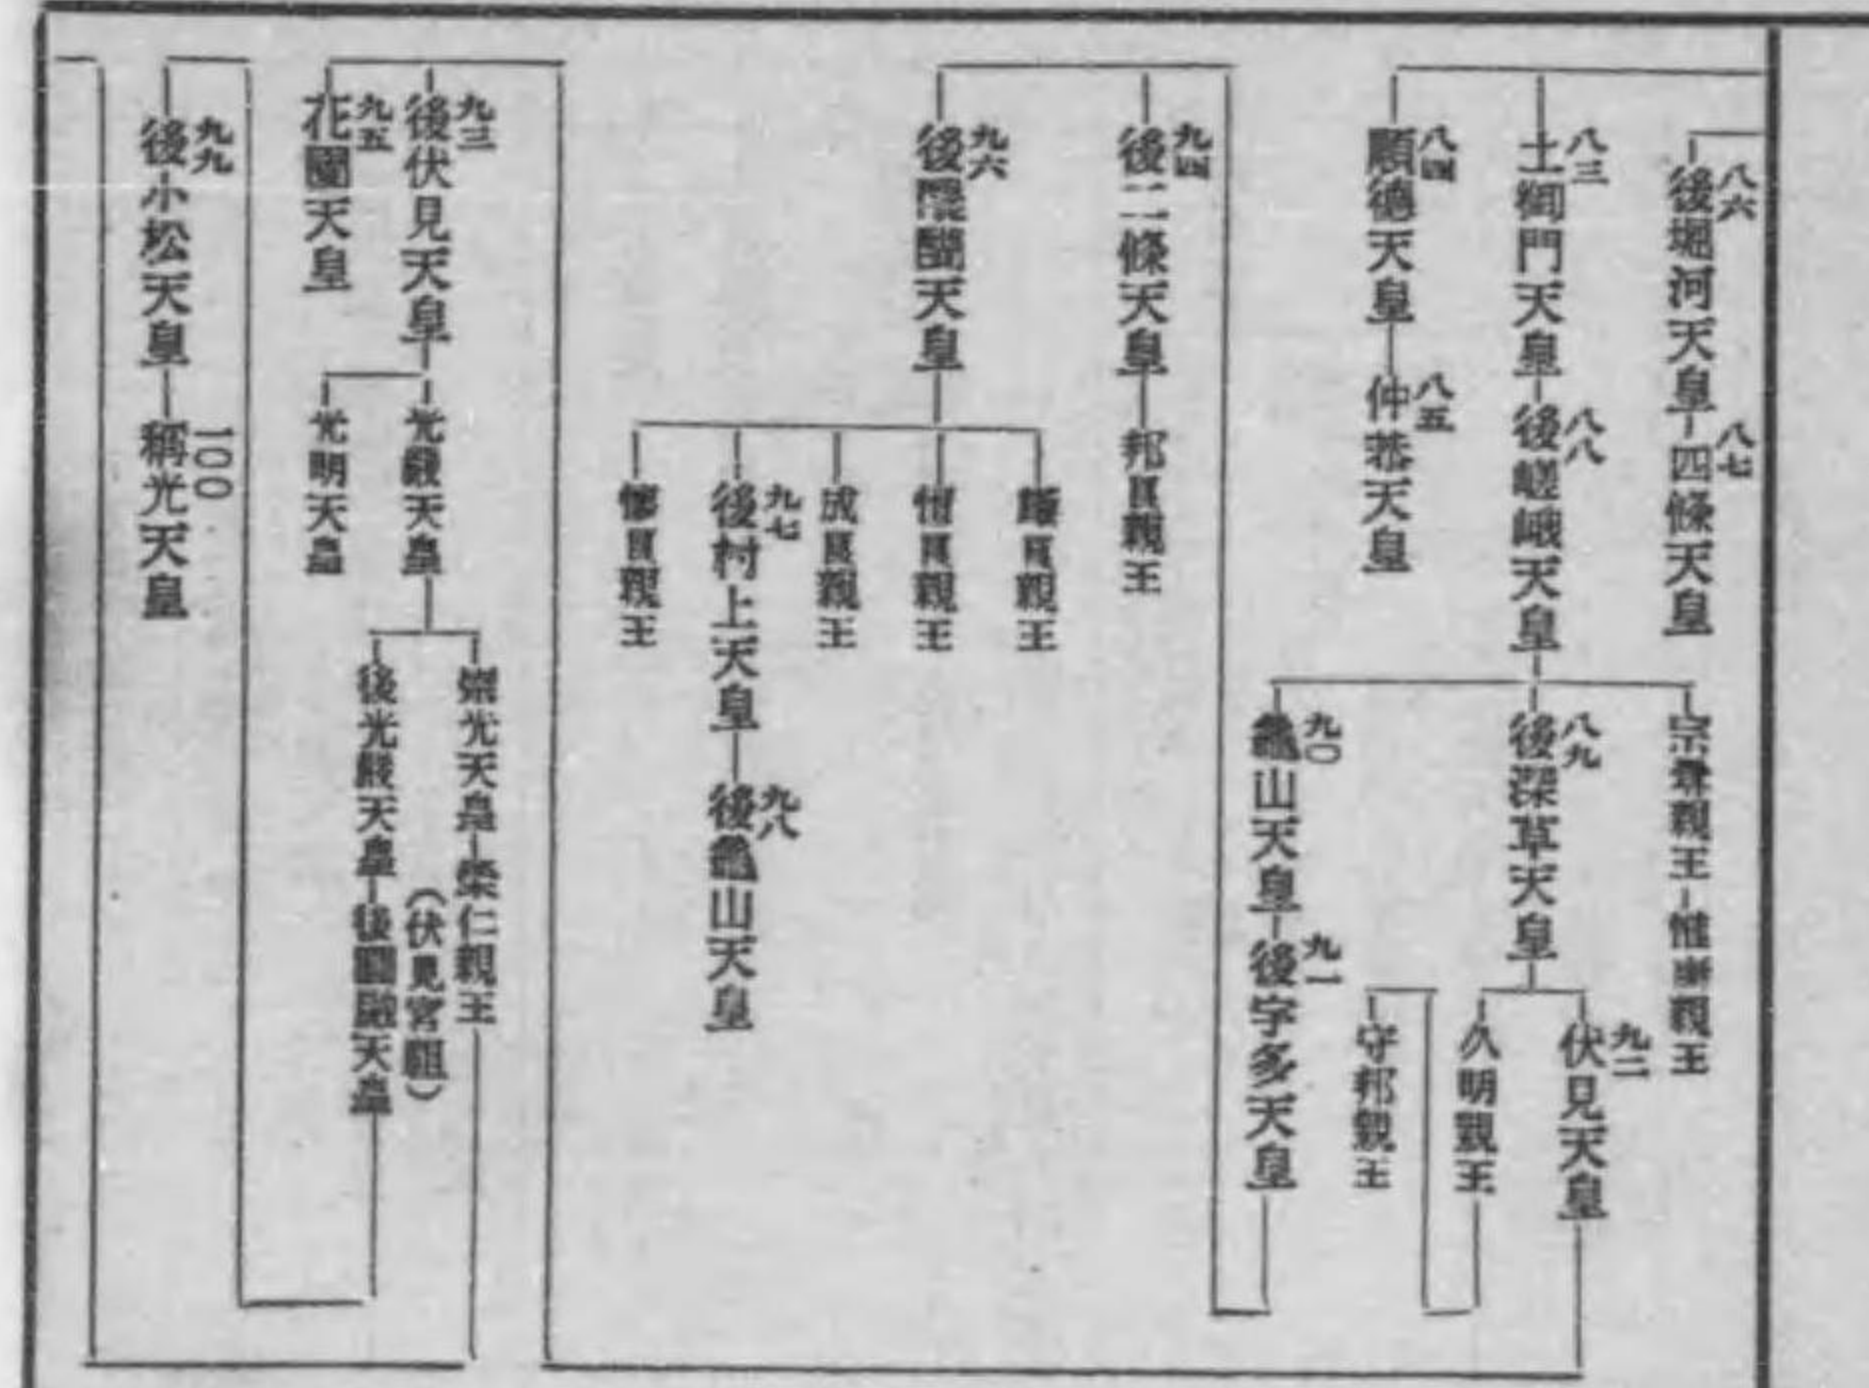 八六
後堀河天皇
八七
四條天皇
八三
土御門天皇
八八
後嵯峨天皇
宗尊親王
惟康親王
八九
後深草天皇
九二
伏見天皇
久明親王
守邦親王
九〇
龜山天皇
九一
後宇多天皇
八四
順德天皇
八五
仲恭天皇
九四
後二條天皇
邦良親王
九六
後醍醐天皇
護良親王
恒良親王
成良親王
九七
後村上天皇
九八
後龜山天皇
懷良親王
九三
後伏見天皇
光嚴天皇
崇光天皇
榮仁親王
(伏見宮祖)
後光嚴天皇
後圓融天皇
光明天皇
九五
花園天皇
九九
後小松天皇
100
稱光天皇